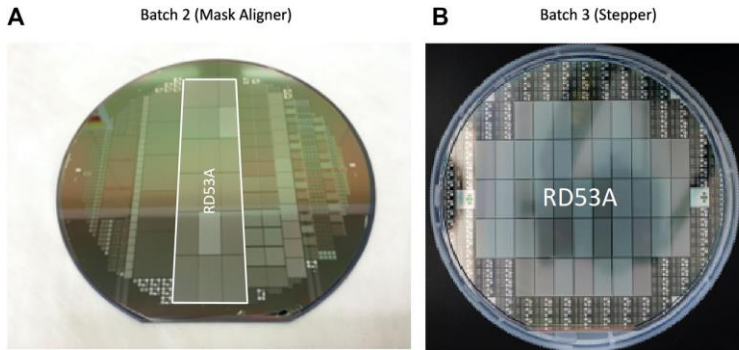 A
Batch 2 (Mask Aligner)
RD53A
B
Batch 3 (Stepper)
RD53A